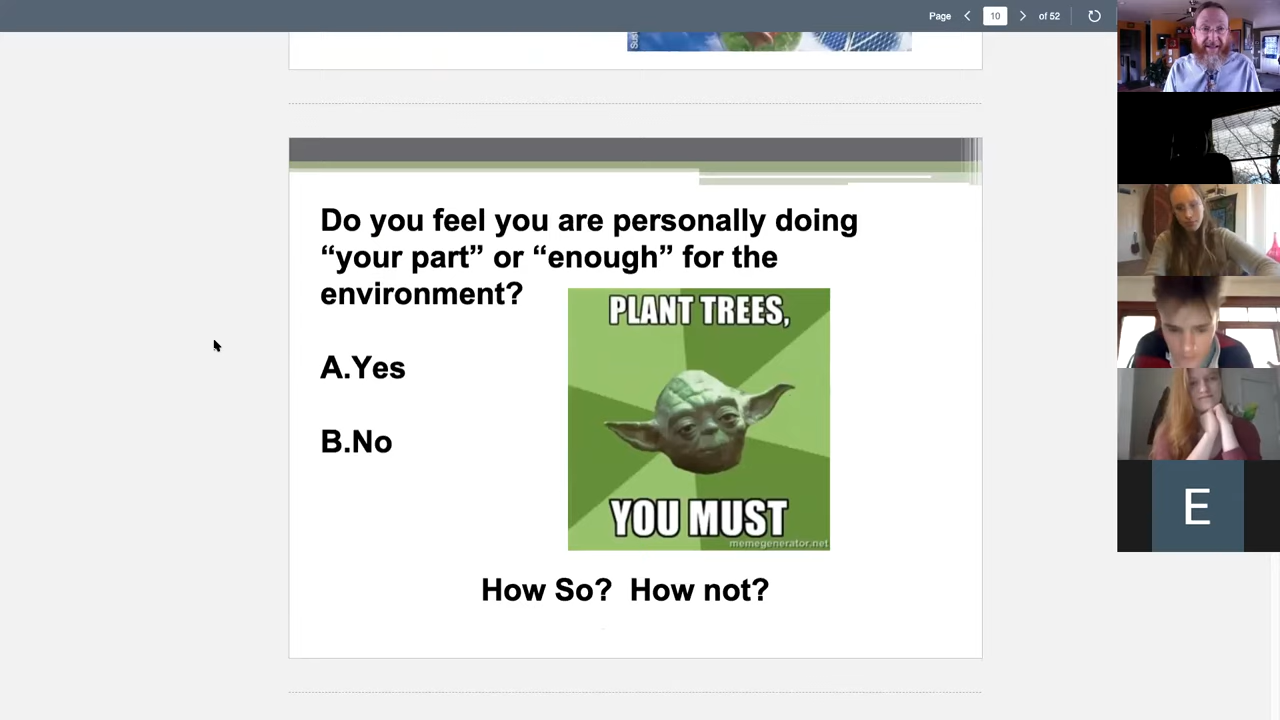 Page
10
of 52
Sus
Do you feel you are personally doing
“your part” or “enough” for the
environment?
PLANT TREES,
A.Yes
B.No
YOU MUST
memegenerator.net
How So?  How not?
E